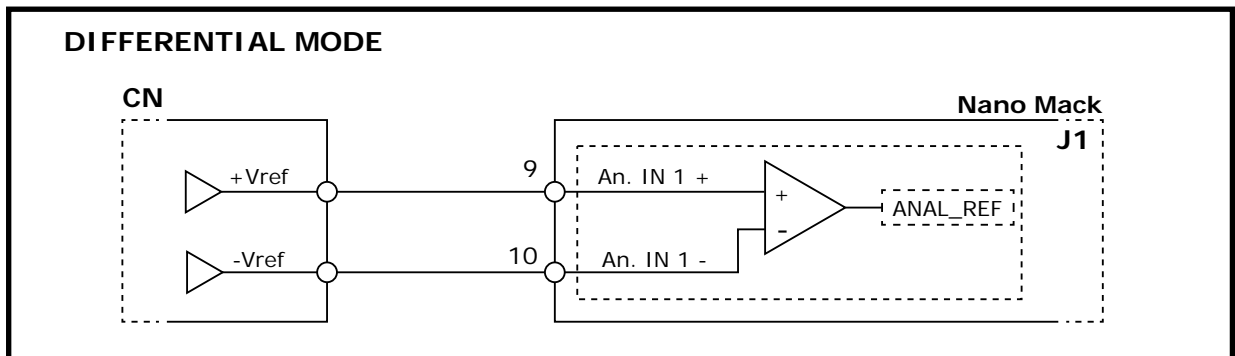 DIFFERENTIAL MODE
CN
Nano Mack
J1
+Vref
9
An. IN 1 +
+
ANAL_REF
-
-Vref
10
An. IN 1 -